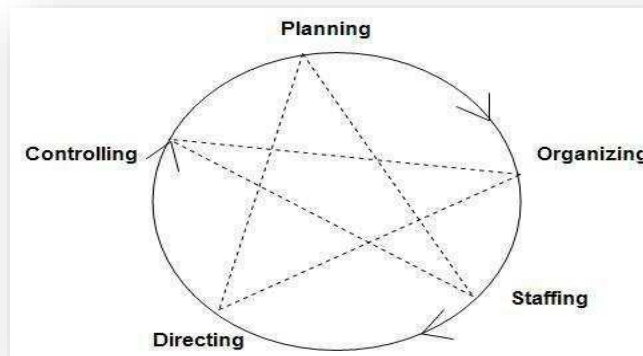 Planning
Controlling
Organizing
Staffing
Directing